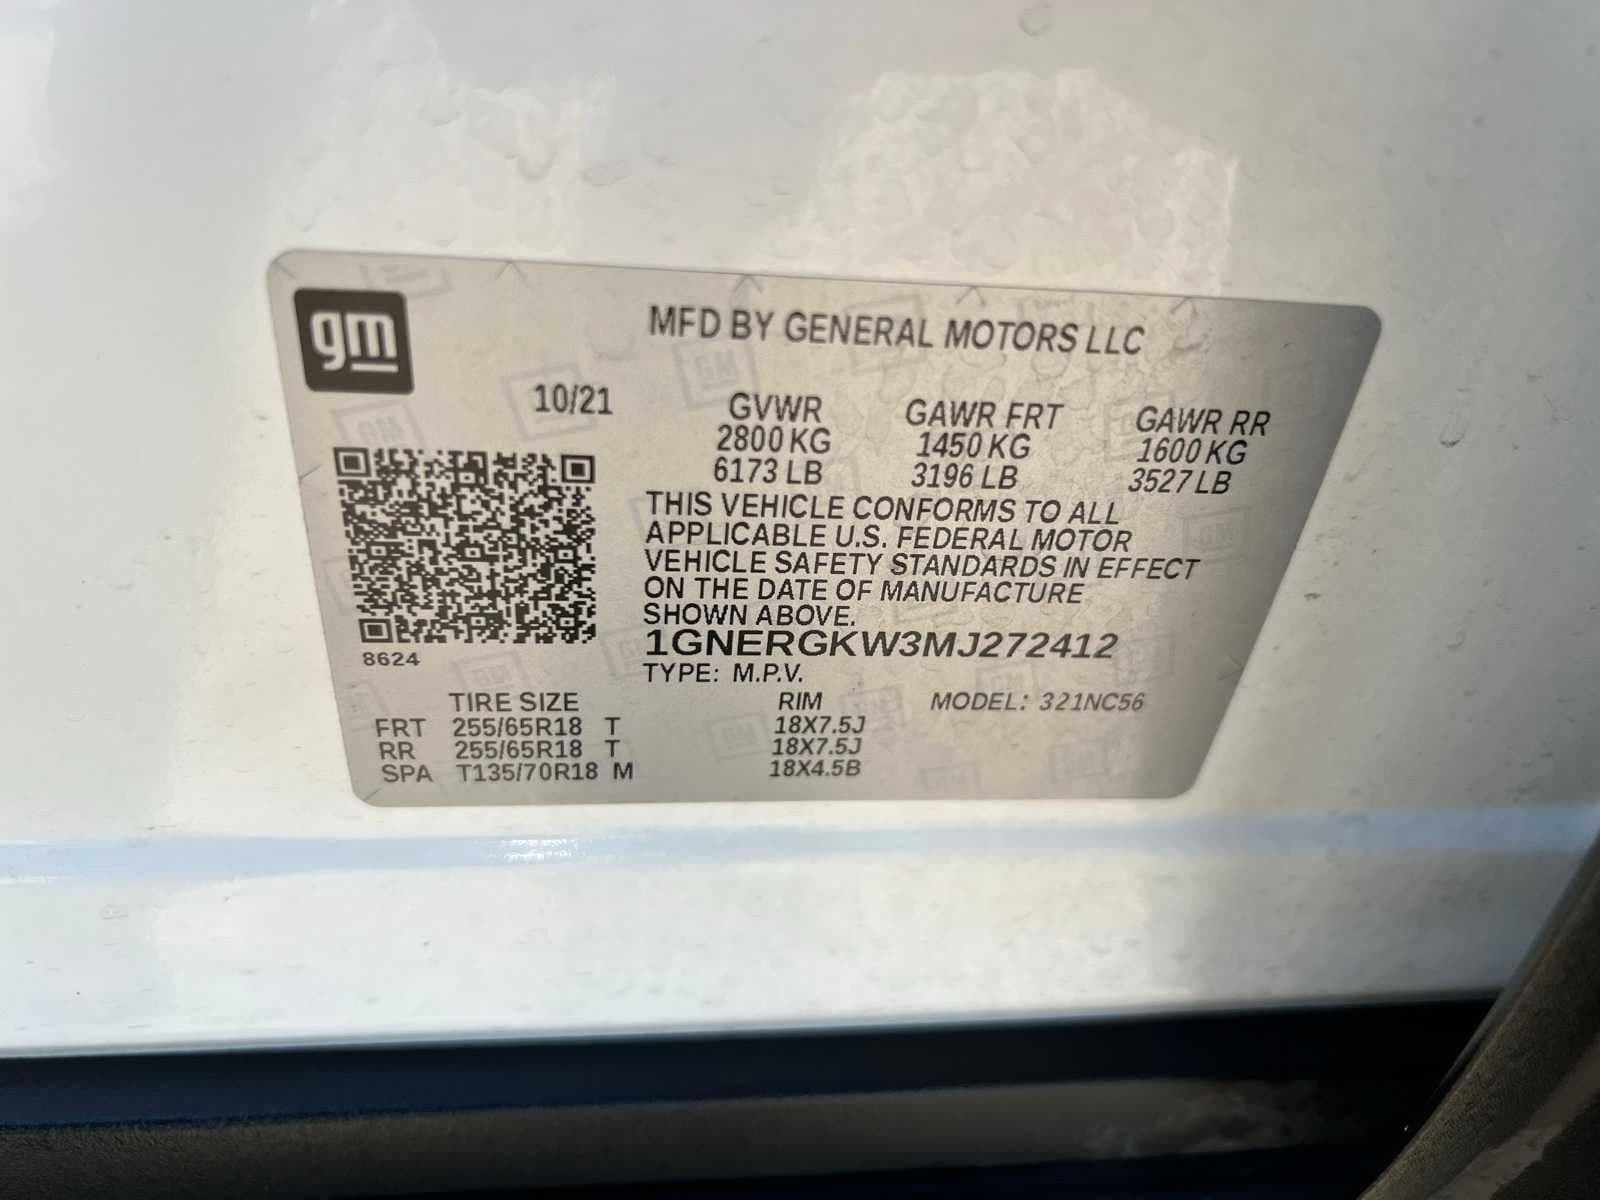 gm
MFD BY GENERAL MOTORS LLC
10/21
GVWR GAWR FRT GAWR RR
2800 KG 1450 KG 1600 KG
6173 LB 3196 LB 3527 LB
THIS VEHICLE CONFORMS TO ALL
APPLICABLE U.S. FEDERAL MOTOR
VEHICLE SAFETY STANDARDS IN EFFECT
ON THE DATE OF MANUFACTURE
SHOWN ABOVE.
1GNERGKW3MJ272412
8624
TYPE: M.P.V.
TIRE SIZE RIM MODEL: 321NC56
FRT 255/65R18 T 18X7.5J
RR 255/65R18 T 18X7.5J
SPA T135/70R18 M 18X4.5B